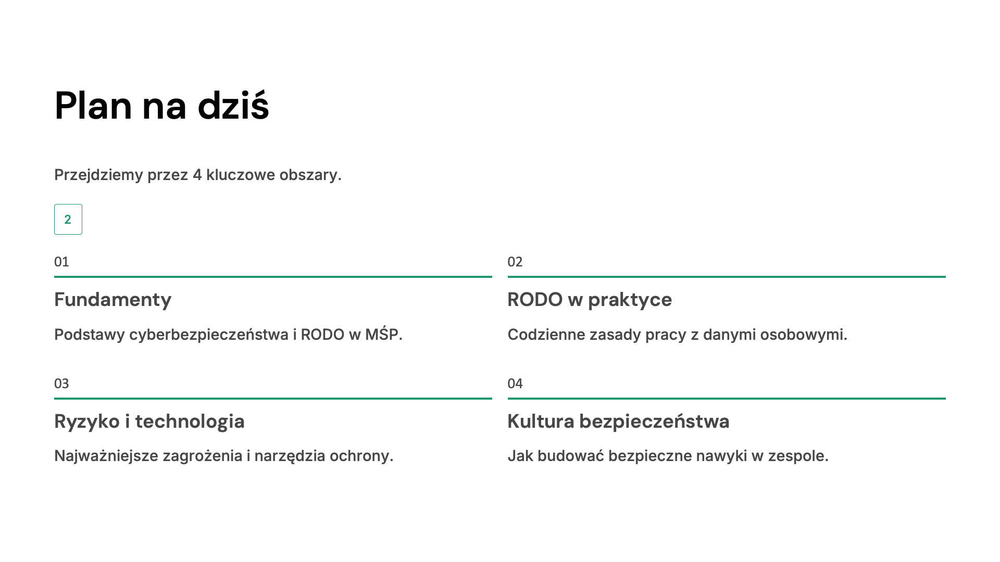 Plan na dziś
Przejdziemy przez 4 kluczowe obszary.
2
01
Fundamenty
Podstawy cyberbezpieczeństwa i RODO w MŚP.
02
RODO w praktyce
Codzienne zasady pracy z danymi osobowymi.
03
Ryzyko i technologia
Najważniejsze zagrożenia i narzędzia ochrony.
04
Kultura bezpieczeństwa
Jak budować bezpieczne nawyki w zespole.